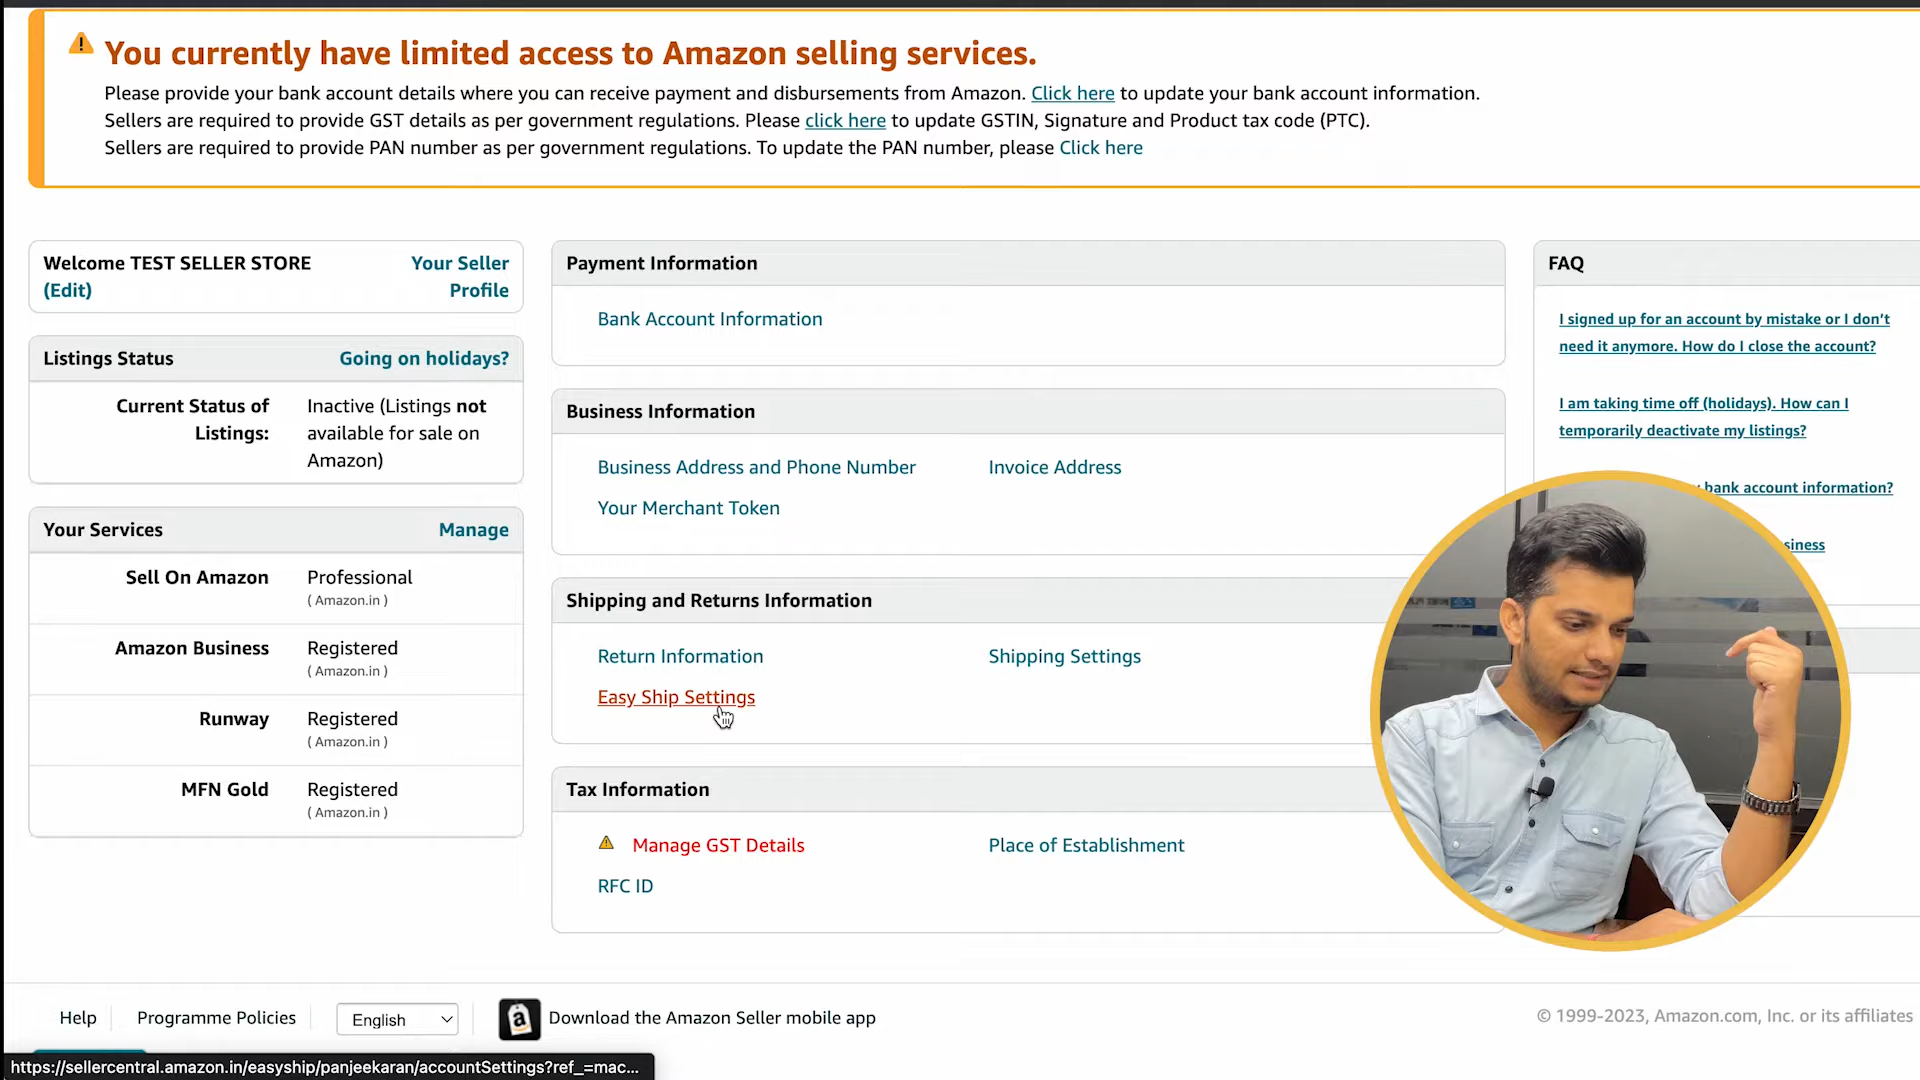 You currently have limited access to Amazon selling services.
Please provide your bank account details where you can receive payment and disbursements from Amazon. Click here to update your bank account information.
Sellers are required to provide GST details as per government regulations. Please click here to update GSTIN, Signature and Product tax code (PTC).
Sellers are required to provide PAN number as per government regulations. To update the PAN number, please Click here
Welcome TEST SELLER STORE
(Edit)
Your Seller
Profile
Listings Status
Going on holidays?
Current Status of
Listings:
Inactive (Listings not
available for sale on
Amazon)
Your Services
Manage
Sell On Amazon
Professional
( Amazon.in )
Amazon Business
Registered
( Amazon.in )
Runway
Registered
( Amazon.in )
MFN Gold
Registered
( Amazon.in )
Payment Information
Bank Account Information
Business Information
Business Address and Phone Number
Invoice Address
Your Merchant Token
Shipping and Returns Information
Return Information
Shipping Settings
Easy Ship Settings
Tax Information
Manage GST Details
Place of Establishment
RFC ID
FAQ
I signed up for an account by mistake or I don't
need it anymore. How do I close the account?
I am taking time off (holidays). How can I
temporarily deactivate my listings?
bank account information?
Help
Programme Policies
English
Download the Amazon Seller mobile app
© 1999-2023, Amazon.com, Inc. or its affiliates
https://sellercentral.amazon.in/easyship/panjeekaran/accountSettings?ref_=mac...